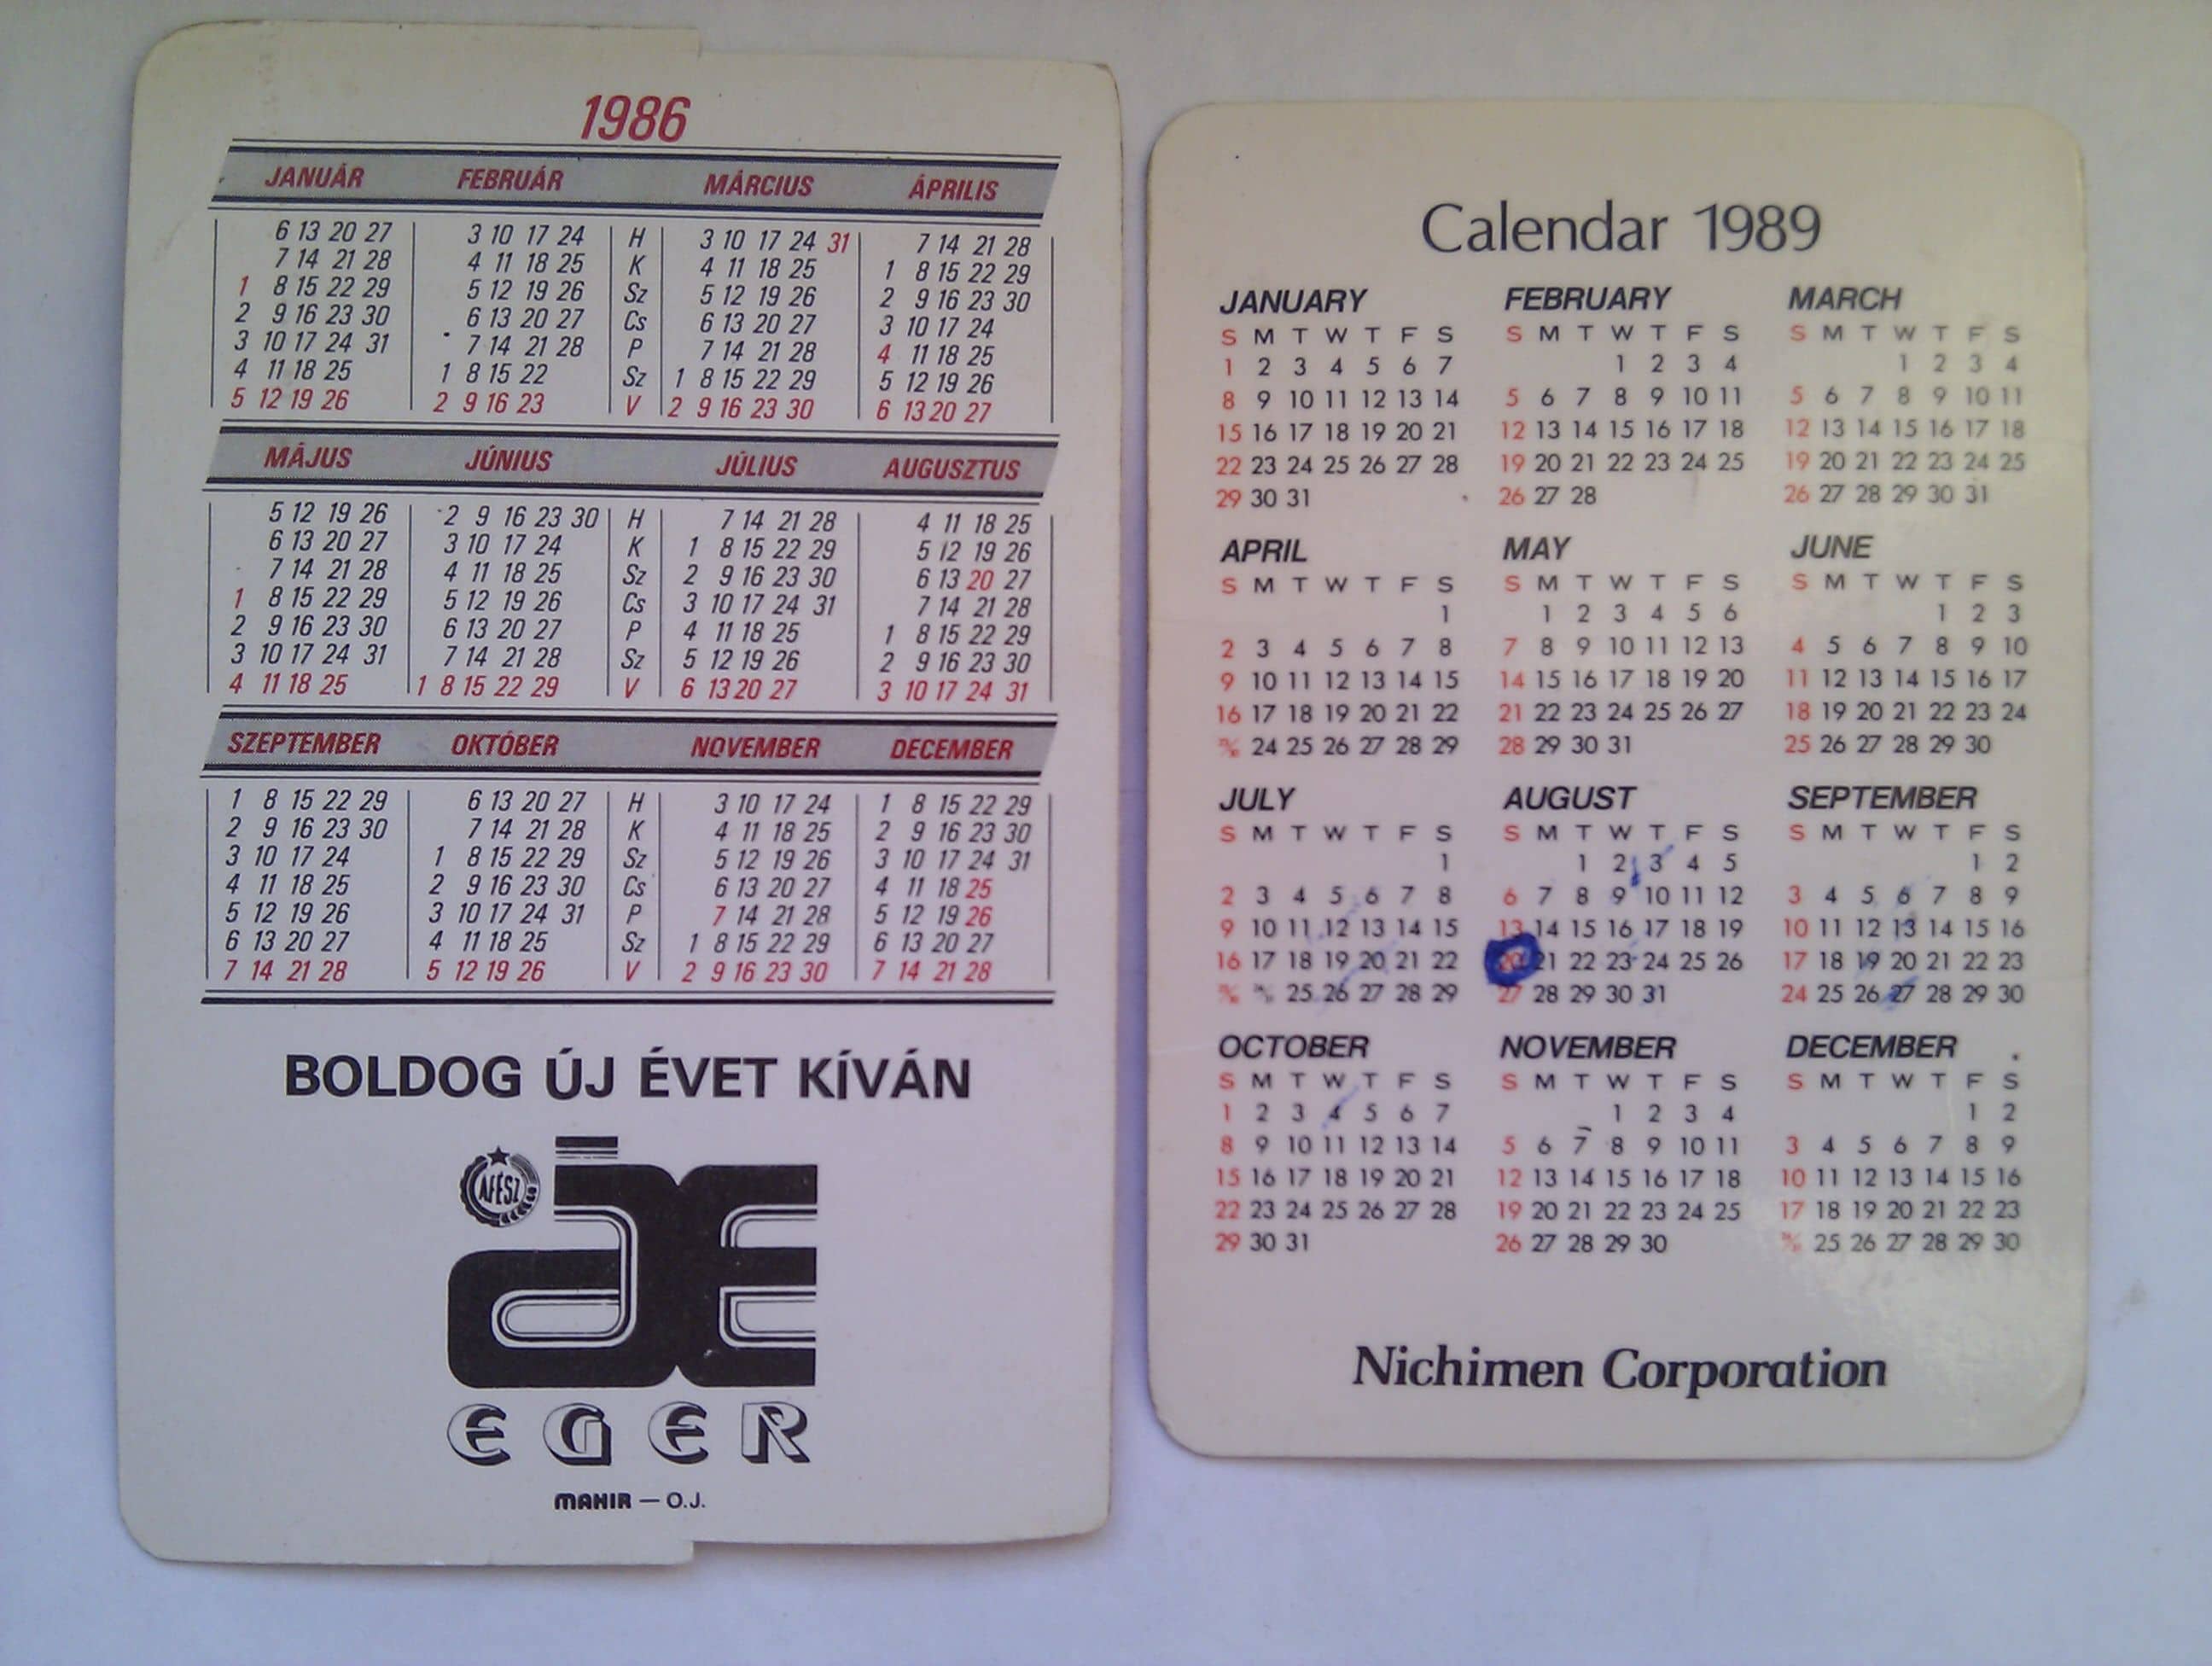 1986
JANUÁR FEBRUÁR MÁRCIUS ÁPRILIS
6 13 20 27 3 10 17 24 H 3 10 17 24 31 7 14 21 28
7 14 21 28 4 11 18 25 K 4 11 18 25 1 8 15 22 29
1 8 15 22 29 5 12 19 26 Sz 5 12 19 26 2 9 16 23 30
2 9 16 23 30 6 13 20 27 Cs 6 13 20 27 3 10 17 24
3 10 17 24 31 7 14 21 28 P 7 14 21 28 4 11 18 25
4 11 18 25 1 8 15 22 Sz 1 8 15 22 29 5 12 19 26
5 12 19 26 2 9 16 23 V 2 9 16 23 30 6 13 20 27
MÁJUS JÚNIUS JÚLIUS AUGUSZTUS
5 12 19 26 2 9 16 23 30 H 7 14 21 28 4 11 18 25
6 13 20 27 3 10 17 24 K 1 8 15 22 29 5 12 19 26
7 14 21 28 4 11 18 25 Sz 2 9 16 23 30 6 13 20 27
1 8 15 22 29 5 12 19 26 Cs 3 10 17 24 31 7 14 21 28
2 9 16 23 30 6 13 20 27 P 4 11 18 25 1 8 15 22 29
3 10 17 24 31 7 14 21 28 Sz 5 12 19 26 2 9 16 23 30
4 11 18 25 1 8 15 22 29 V 6 13 20 27 3 10 17 24 31
SZEPTEMBER OKTÓBER NOVEMBER DECEMBER
1 8 15 22 29 6 13 20 27 H 3 10 17 24 1 8 15 22 29
2 9 16 23 30 7 14 21 28 K 4 11 18 25 2 9 16 23 30
3 10 17 24 1 8 15 22 29 Sz 5 12 19 26 3 10 17 24 31
4 11 18 25 2 9 16 23 30 Cs 6 13 20 27 4 11 18 25
5 12 19 26 3 10 17 24 31 P 7 14 21 28 5 12 19 26
6 13 20 27 4 11 18 25 Sz 1 8 15 22 29 6 13 20 27
7 14 21 28 5 12 19 26 V 2 9 16 23 30 7 14 21 28
BOLDOG ÚJ ÉVET KÍVÁN
ÁFÉSZ
EGER
MAHIR — O.J.
Calendar 1989
JANUARY FEBRUARY MARCH
S M T W T F S S M T W T F S S M T W T F S
1 2 3 4 5 6 7 1 2 3 4 1 2 3 4
8 9 10 11 12 13 14 5 6 7 8 9 10 11 5 6 7 8 9 10 11
15 16 17 18 19 20 21 12 13 14 15 16 17 18 12 13 14 15 16 17 18
22 23 24 25 26 27 28 19 20 21 22 23 24 25 19 20 21 22 23 24 25
29 30 31 26 27 28 26 27 28 29 30 31
APRIL MAY JUNE
S M T W T F S S M T W T F S S M T W T F S
1 1 2 3 4 5 6 1 2 3
2 3 4 5 6 7 8 7 8 9 10 11 12 13 4 5 6 7 8 9 10
9 10 11 12 13 14 15 14 15 16 17 18 19 20 11 12 13 14 15 16 17
16 17 18 19 20 21 22 21 22 23 24 25 26 27 18 19 20 21 22 23 24
24 25 26 27 28 29 28 29 30 31 25 26 27 28 29 30
JULY AUGUST SEPTEMBER
S M T W T F S S M T W T F S S M T W T F S
1 1 2 3 4 5 1 2
2 3 4 5 6 7 8 6 7 8 9 10 11 12 3 4 5 6 7 8 9
9 10 11 12 13 14 15 13 14 15 16 17 18 19 10 11 12 13 14 15 16
16 17 18 19 20 21 22 20 21 22 23 24 25 26 17 18 19 20 21 22 23
25 26 27 28 29 27 28 29 30 31 24 25 26 27 28 29 30
OCTOBER NOVEMBER DECEMBER
S M T W T F S S M T W T F S S M T W T F S
1 2 3 4 5 6 7 1 2 3 4 1 2
8 9 10 11 12 13 14 5 6 7 8 9 10 11 3 4 5 6 7 8 9
15 16 17 18 19 20 21 12 13 14 15 16 17 18 10 11 12 13 14 15 16
22 23 24 25 26 27 28 19 20 21 22 23 24 25 17 18 19 20 21 22 23
29 30 31 26 27 28 29 30 25 26 27 28 29 30
Nichimen Corporation